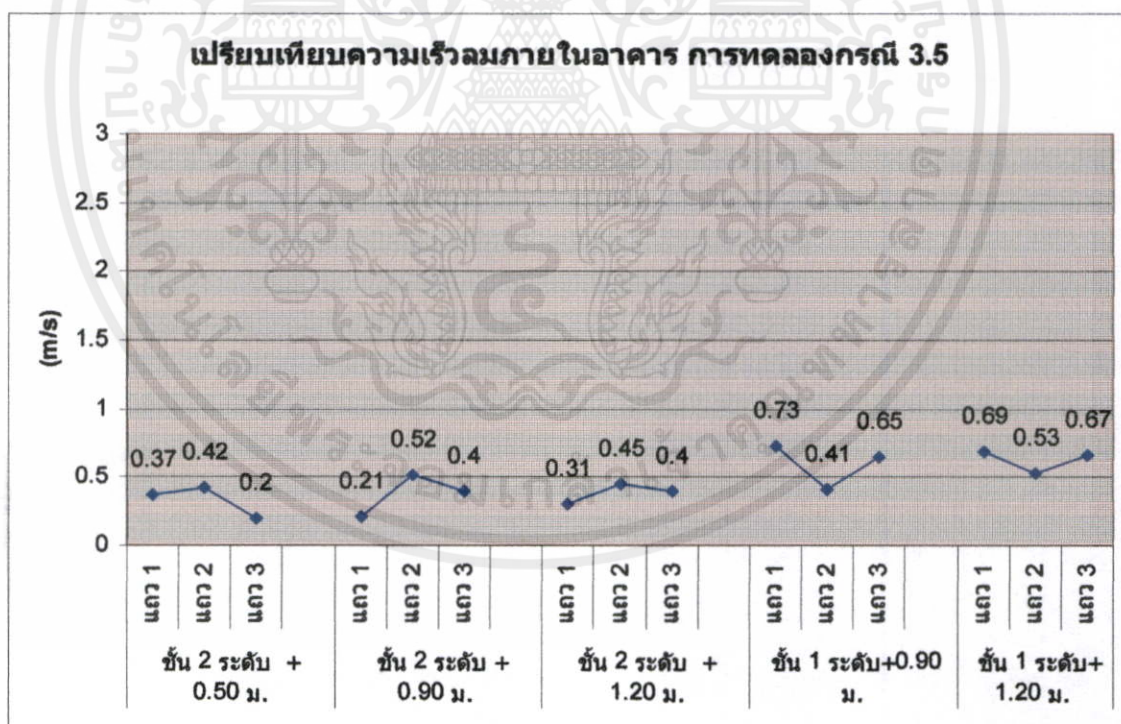 เปรียบเทียบความเร็วลมภายในอาคาร การทดลองกรณี 3.5
(m/s)
3
2.5
2
1.5
1
0.5
0
0.37 0.42 0.2 0.21 0.52 0.4 0.31 0.45 0.4 0.73 0.41 0.65 0.69 0.53 0.67
แถว 1 แถว 2 แถว 3 แถว 1 แถว 2 แถว 3 แถว 1 แถว 2 แถว 3 แถว 1 แถว 2 แถว 3 แถว 1 แถว 2 แถว 3
ชั้น 2 ระดับ +
0.50 ม.
ชั้น 2 ระดับ +
0.90 ม.
ชั้น 2 ระดับ +
1.20 ม.
ชั้น 1 ระดับ+0.90
ม.
ชั้น 1 ระดับ+
1.20 ม.